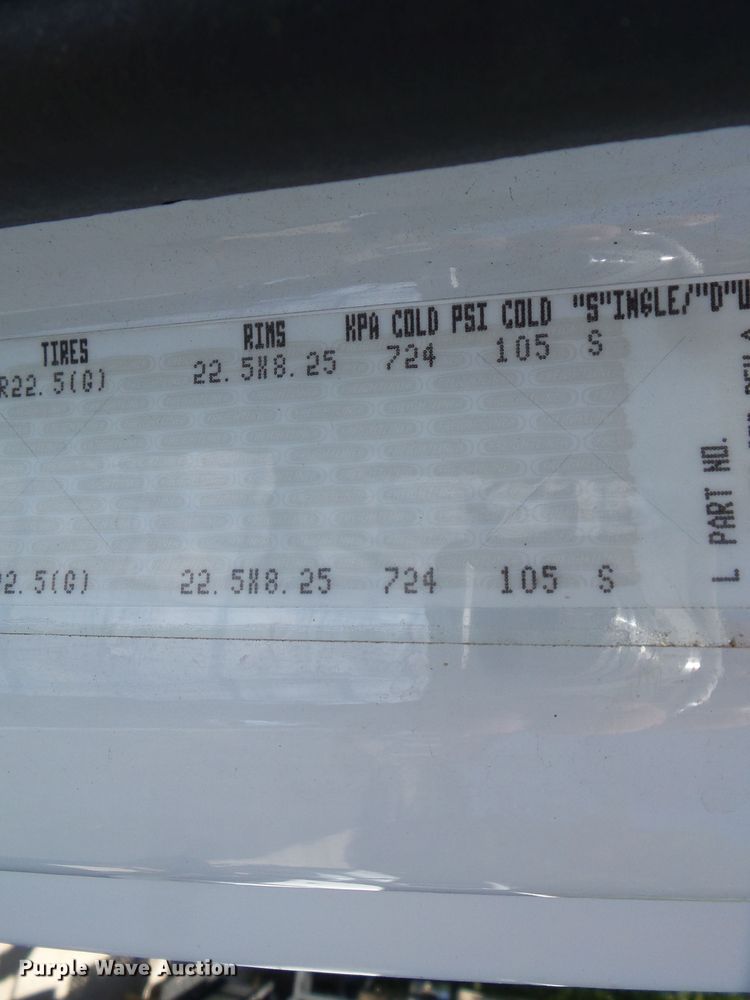 TIRES RIMS KPA COLD PSI COLD "S"INGLE/"D"U
R22.5(G) 22.5X8.25 724 105 S
2.5(G) 22.5X8.25 724 105 S
L PART NO.
Purple Wave Auction